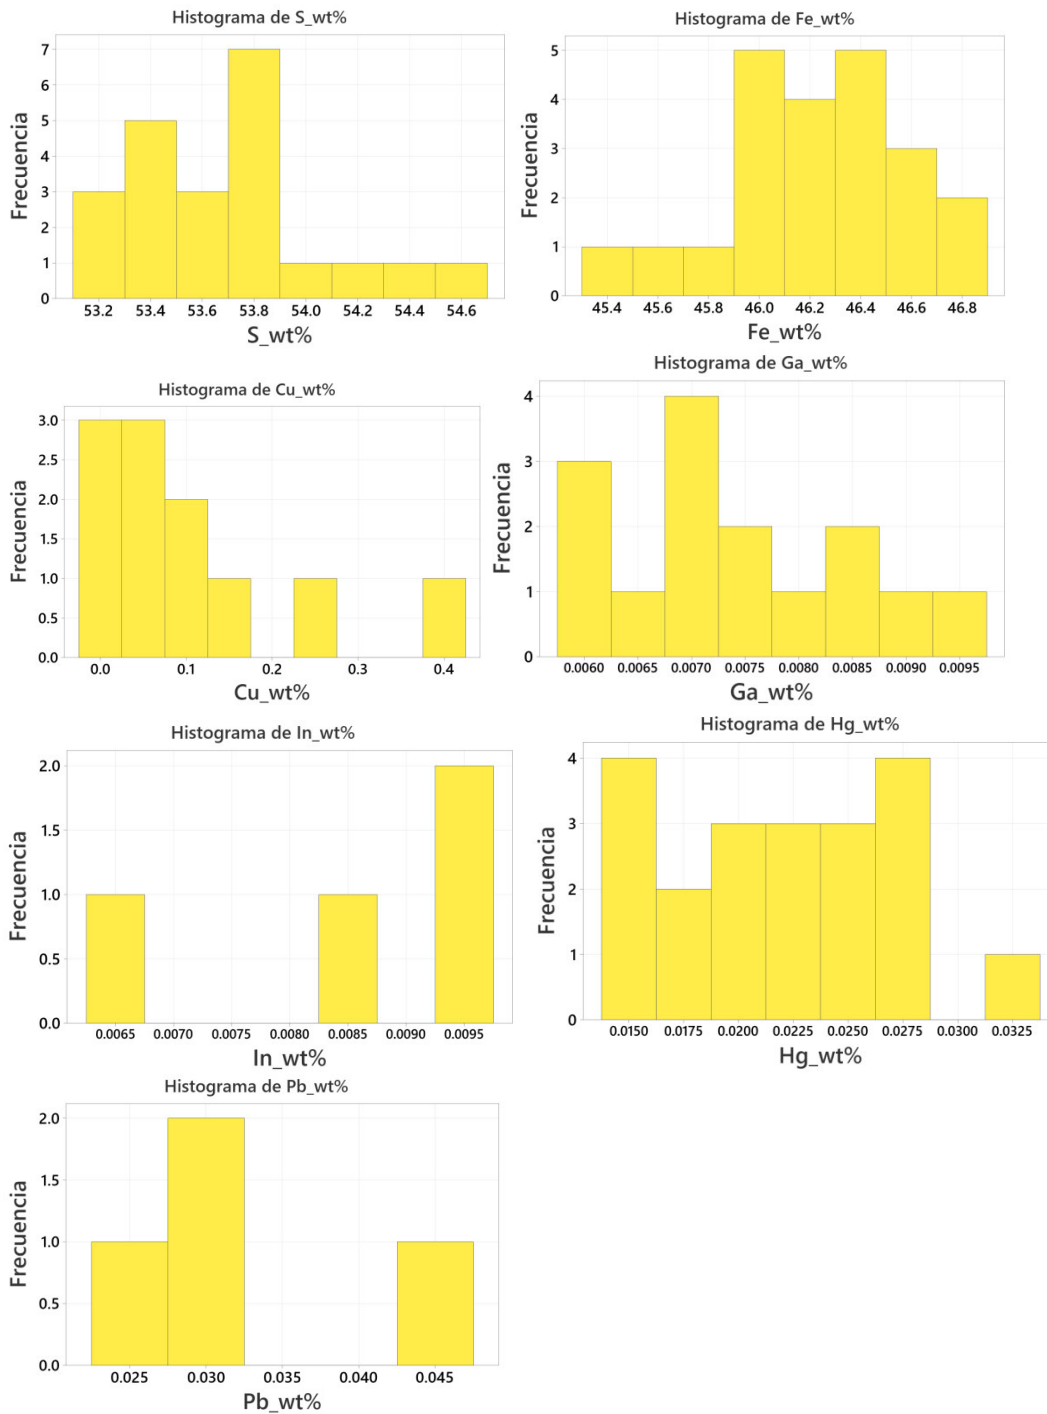 Histograma de S_wt%
Frecuencia
7
6
5
4
3
2
1
0
53.2 53.4 53.6 53.8 54.0 54.2 54.4 54.6
S_wt%
Histograma de Fe_wt%
Frecuencia
5
4
3
2
1
0
45.4 45.6 45.8 46.0 46.2 46.4 46.6 46.8
Fe_wt%
Histograma de Cu_wt%
Frecuencia
3.0
2.5
2.0
1.5
1.0
0.5
0.0
0.0 0.1 0.2 0.3 0.4
Cu_wt%
Histograma de Ga_wt%
Frecuencia
4
3
2
1
0
0.0060 0.0065 0.0070 0.0075 0.0080 0.0085 0.0090 0.0095
Ga_wt%
Histograma de In_wt%
Frecuencia
2.0
1.5
1.0
0.5
0.0
0.0065 0.0070 0.0075 0.0080 0.0085 0.0090 0.0095
In_wt%
Histograma de Hg_wt%
Frecuencia
4
3
2
1
0
0.0150 0.0175 0.0200 0.0225 0.0250 0.0275 0.0300 0.0325
Hg_wt%
Histograma de Pb_wt%
Frecuencia
2.0
1.5
1.0
0.5
0.0
0.025 0.030 0.035 0.040 0.045
Pb_wt%